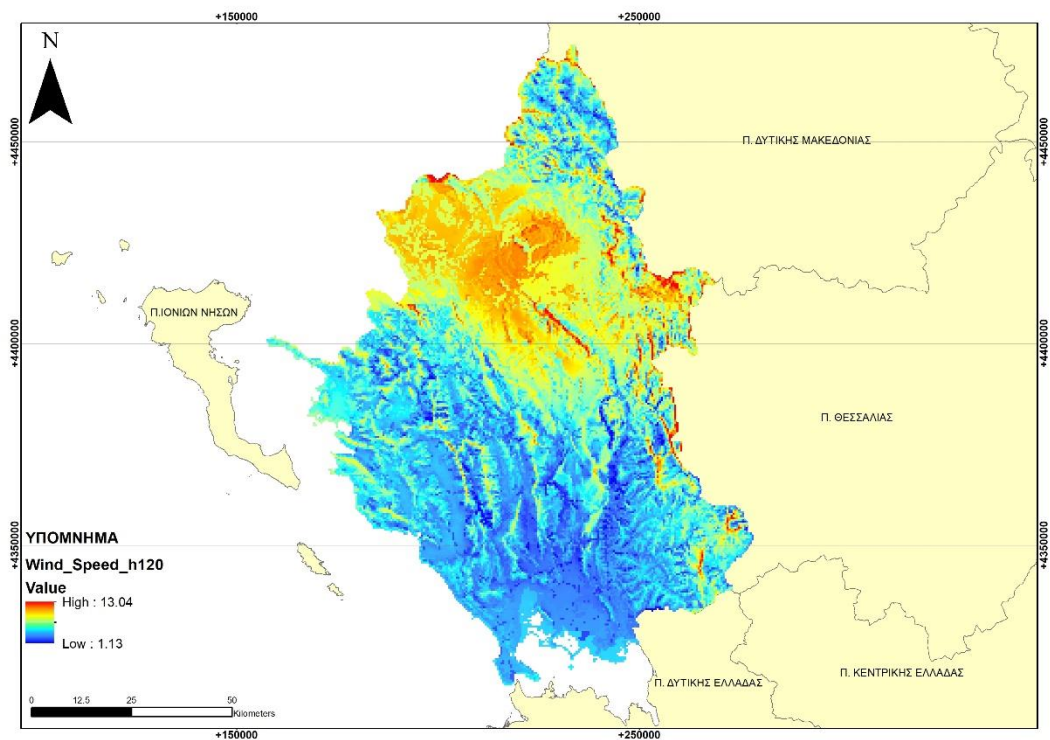 +150000
+250000
N
+4450000
+4450000
Π. ΔΥΤΙΚΗΣ ΜΑΚΕΔΟΝΙΑΣ
Π.ΙΟΝΙΩΝ ΝΗΣΩΝ
+4400000
+4400000
Π. ΘΕΣΣΑΛΙΑΣ
ΥΠΟΜΝΗΜΑ
+4350000
+4350000
Wind_Speed_h120
Value
High : 13.04
Low : 1.13
Π. ΚΕΝΤΡΙΚΗΣ ΕΛΛΑΔΑΣ
Π. ΔΥΤΙΚΗΣ ΕΛΛΑΔΑΣ
0 12.5 25 50
Kilometers
+150000
+250000